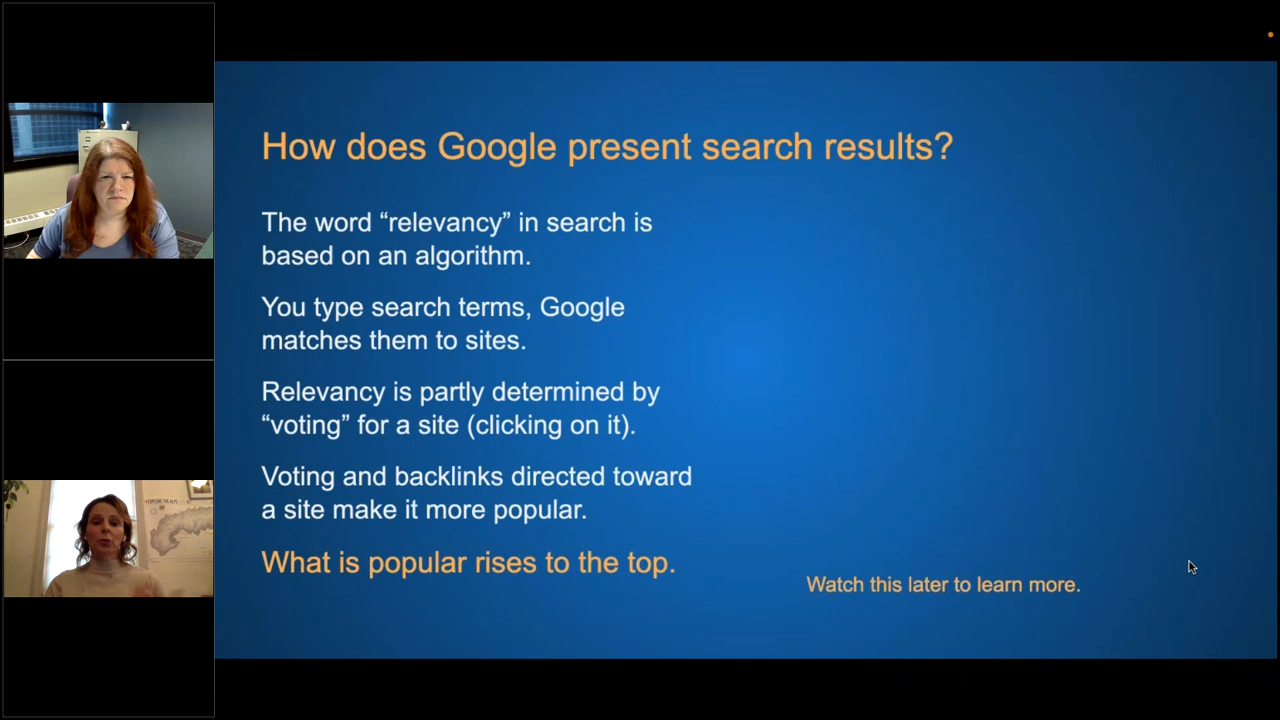 How does Google present search results?
The word “relevancy” in search is
based on an algorithm.
You type search terms, Google
matches them to sites.
Relevancy is partly determined by
“voting” for a site (clicking on it).
Voting and backlinks directed toward
a site make it more popular.
What is popular rises to the top.
Watch this later to learn more.
EXPLORE THE ALPS